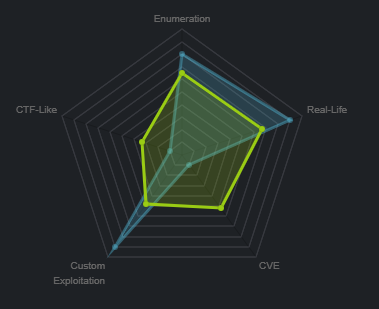 Enumeration
CTF-Like
Real-Life
Custom
Exploitation
CVE